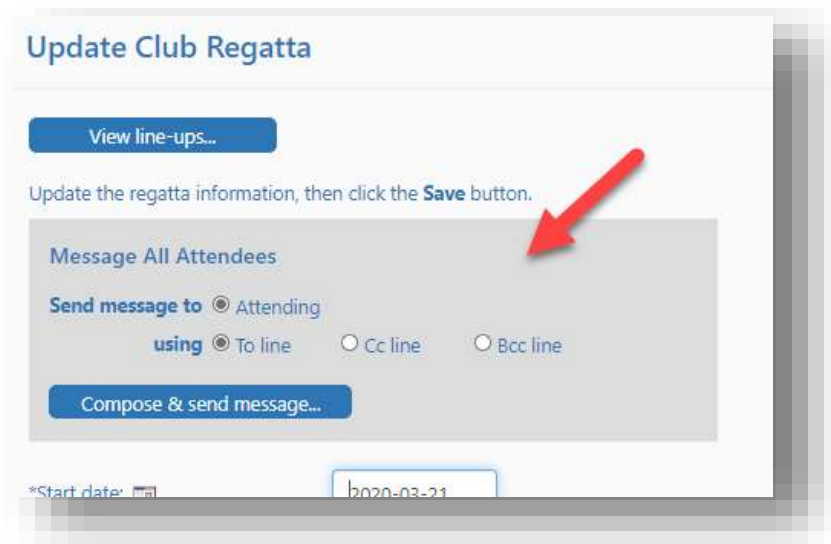 Update Club Regatta
View line-ups...
Update the regatta information, then click the Save button.
Message All Attendees
Send message to Attending
using To line Cc line Bcc line
Compose & send message...
*Start date: 2020-03-21